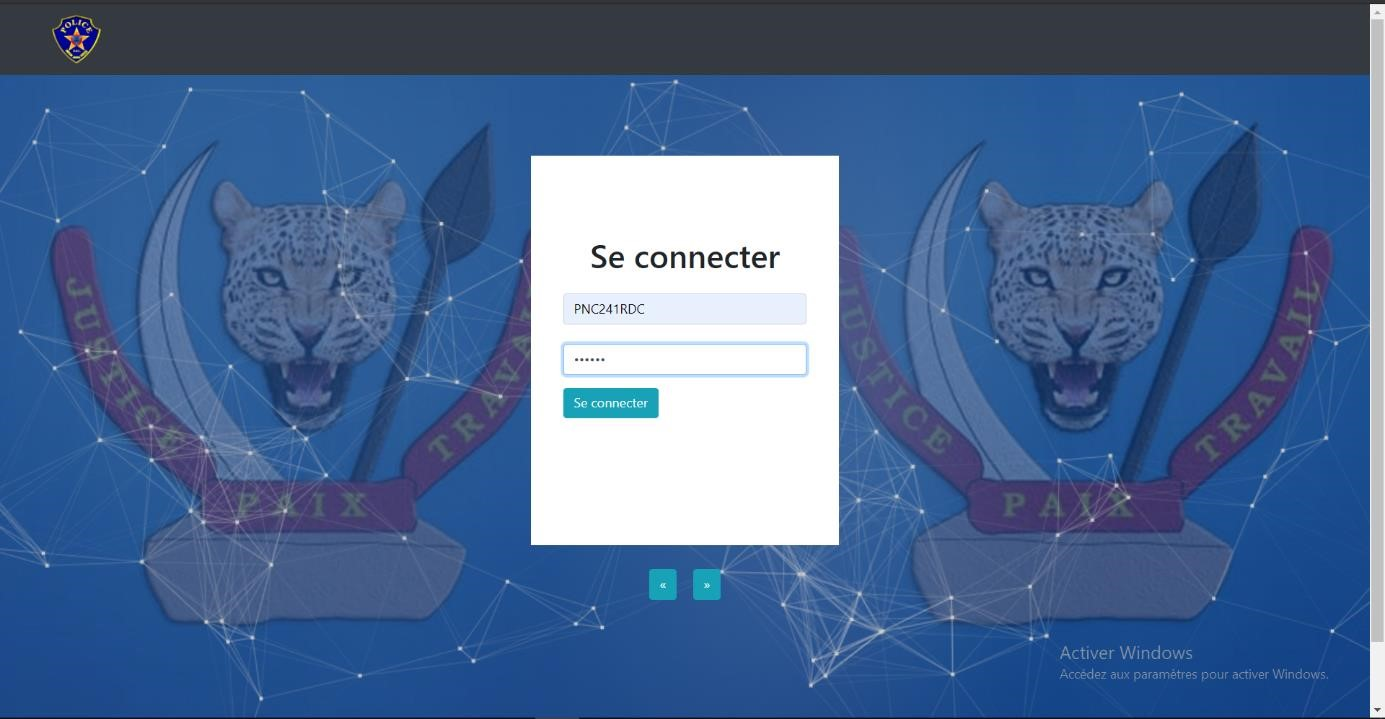 POLICE
Se connecter
PNC241RDC
••••••
Se connecter
JUSTICE
PAIX
TRAVAIL
JUSTICE
PAIX
TRAVAIL
«
»
Activer Windows
Accédez aux paramètres pour activer Windows.